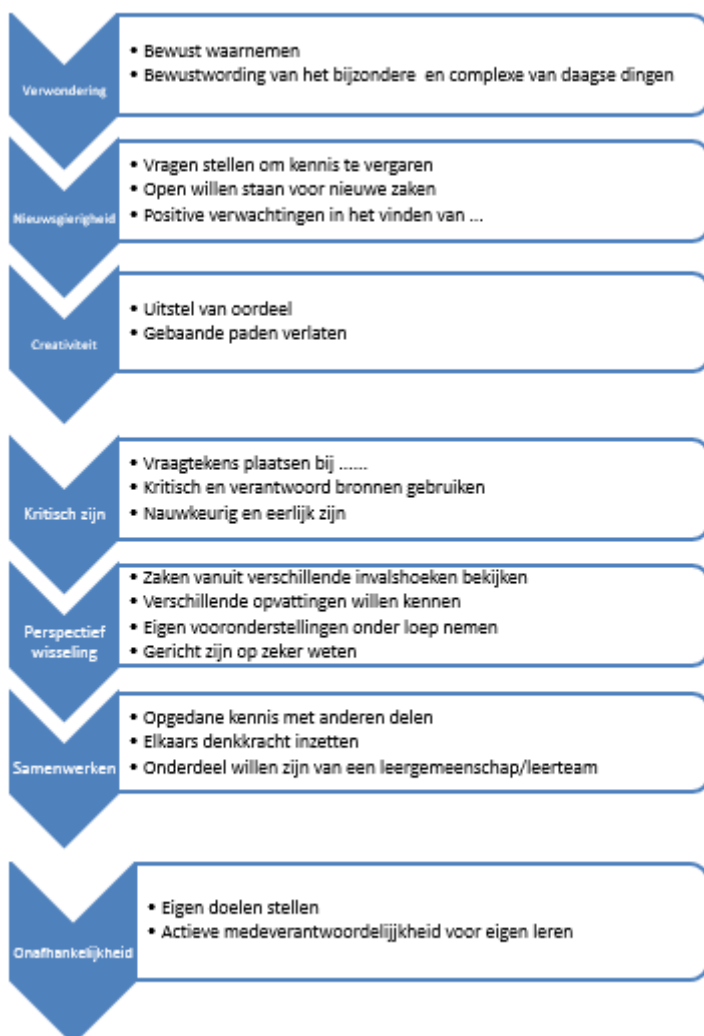 Verwondering
• Bewust waarnemen
• Bewustwording van het bijzondere en complexe van daagse dingen
Nieuwsgierigheid
• Vragen stellen om kennis te vergaren
• Open willen staan voor nieuwe zaken
• Positive verwachtingen in het vinden van ...
Creativiteit
• Uitstel van oordeel
• Gebaande paden verlaten
Kritisch zijn
• Vraagtekens plaatsen bij ......
• Kritisch en verantwoord bronnen gebruiken
• Nauwkeurig en eerlijk zijn
Perspectief
wisseling
• Zaken vanuit verschillende invalshoeken bekijken
• Verschillende opvattingen willen kennen
• Eigen vooronderstellingen onder loep nemen
• Gericht zijn op zeker weten
Samenwerken
• Opgedane kennis met anderen delen
• Elkaars denkkracht inzetten
• Onderdeel willen zijn van een leergemeenschap/leerteam
Onafhankelijkheid
• Eigen doelen stellen
• Actieve medeverantwoordelijjkheid voor eigen leren